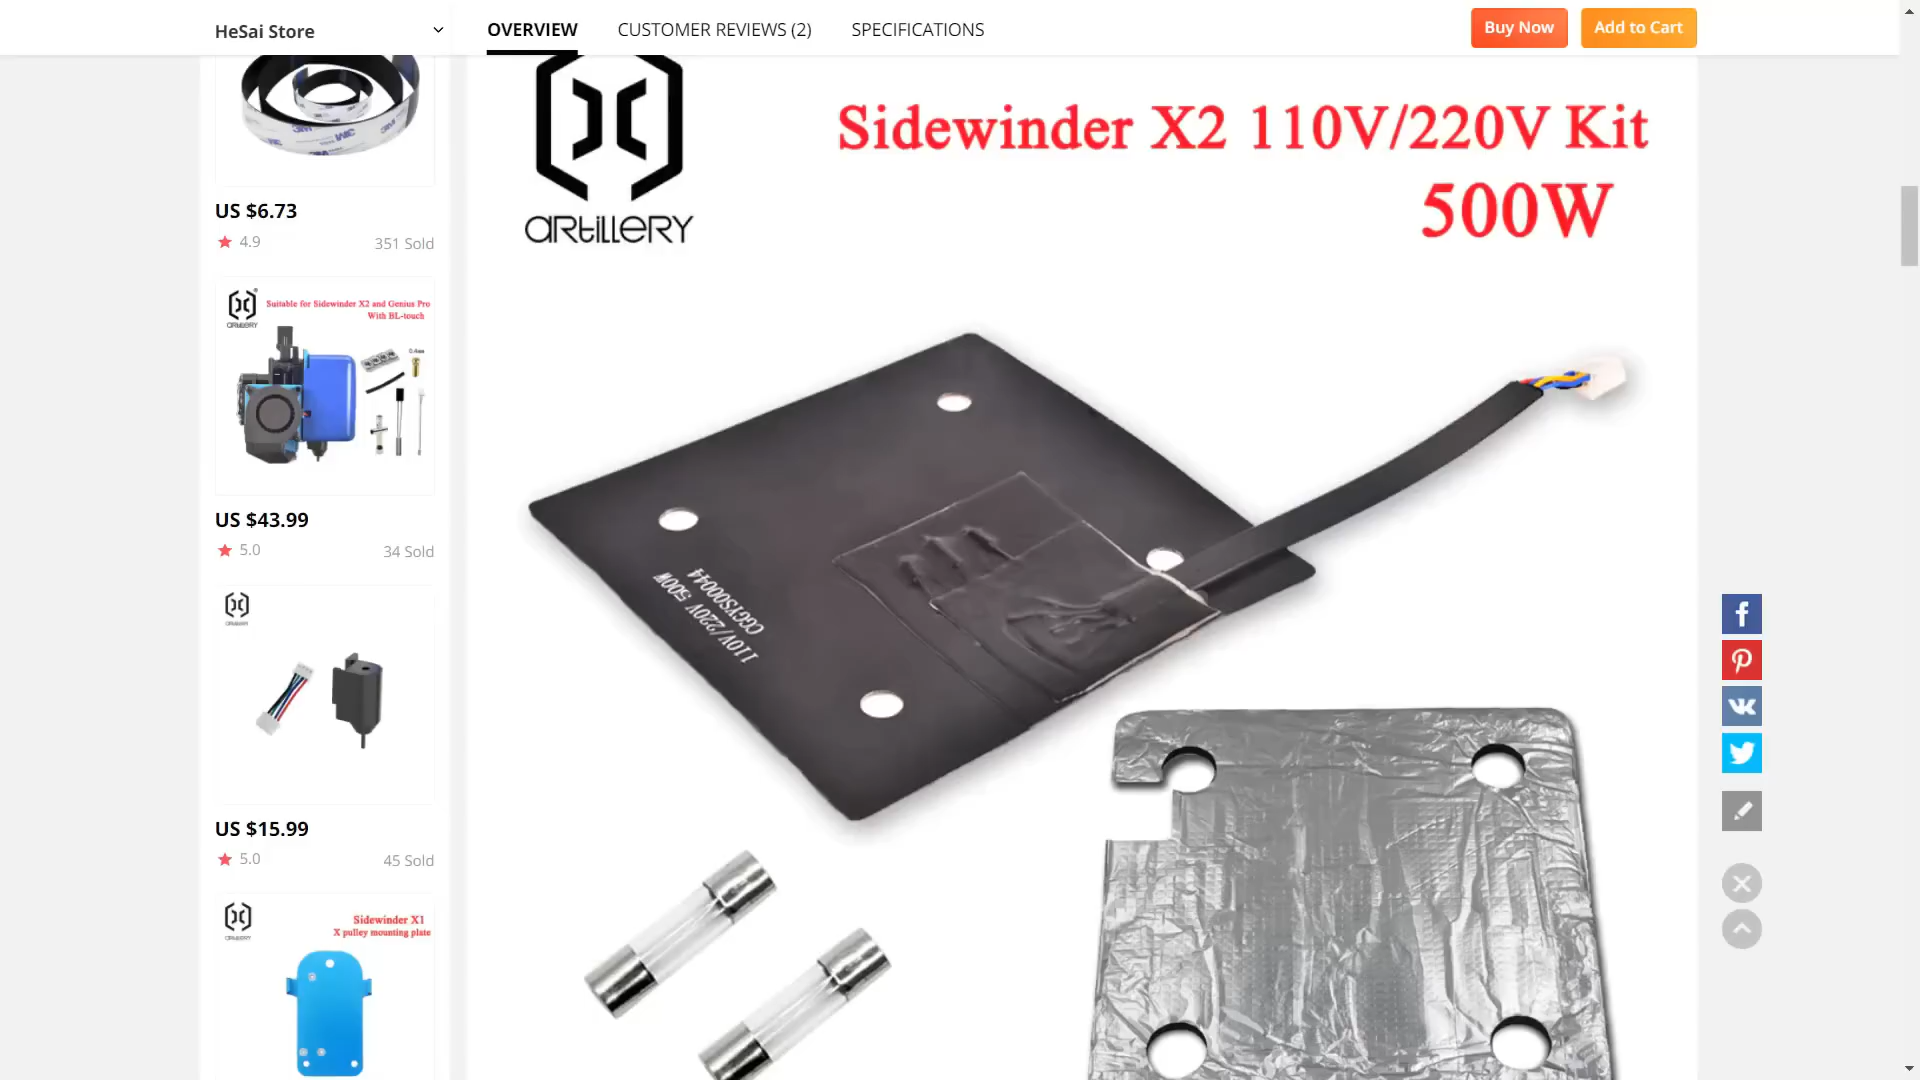 HeSai Store
OVERVIEW
CUSTOMER REVIEWS (2)
SPECIFICATIONS
Buy Now
Add to Cart
US $6.73
4.9
351 Sold
ARtiLLERY
Suitable for Sidewinder X2 and Genius Pro
With BL-touch
US $43.99
5.0
34 Sold
US $15.99
5.0
45 Sold
ARtiLLERY
Sidewinder X1
X pulley mounting plate
ARtiLLERY
Sidewinder X2 110V/220V Kit
500W
110V/220V 500W
CGGYS00044